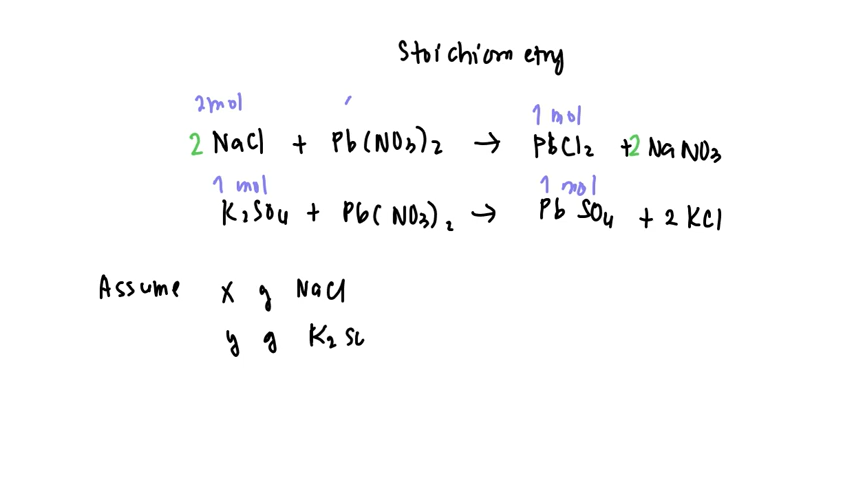 Stoichiometry
2mol
1 mol
2 NaCl + Pb(NO3)2 → PbCl2 + 2 NaNO3
1 mol 1 mol
K2SO4 + Pb(NO3)2 → PbSO4 + 2 KCl
Assume x g NaCl
y g K2SO